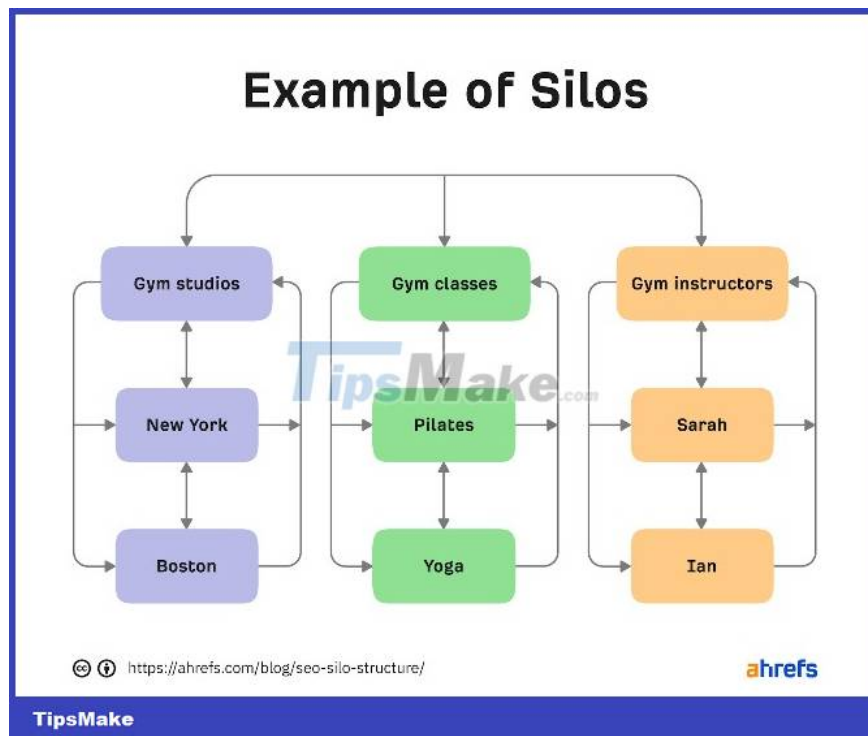 Example of Silos
Gym studios
Gym classes
Gym instructors
TipsMake.com
New York
Pilates
Sarah
Boston
Yoga
Ian
https://ahrefs.com/blog/seo-silo-structure/
ahrefs
TipsMake